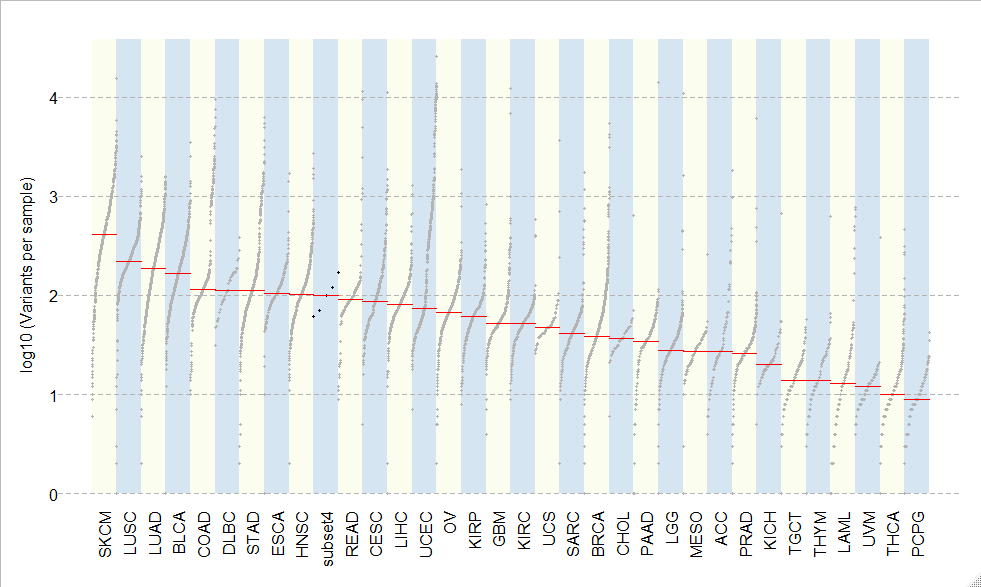 log10 (Variants per sample)
4
3
2
1
0
SKCM
LUSC
LUAD
BLCA
COAD
DLBC
STAD
ESCA
HNSC
subset4
READ
CESC
LIHC
UCEC
OV
KIRP
GBM
KIRC
UCS
SARC
BRCA
CHOL
PAAD
LGG
MESO
ACC
PRAD
KICH
TGCT
THYM
LAML
UVM
THCA
PCPG